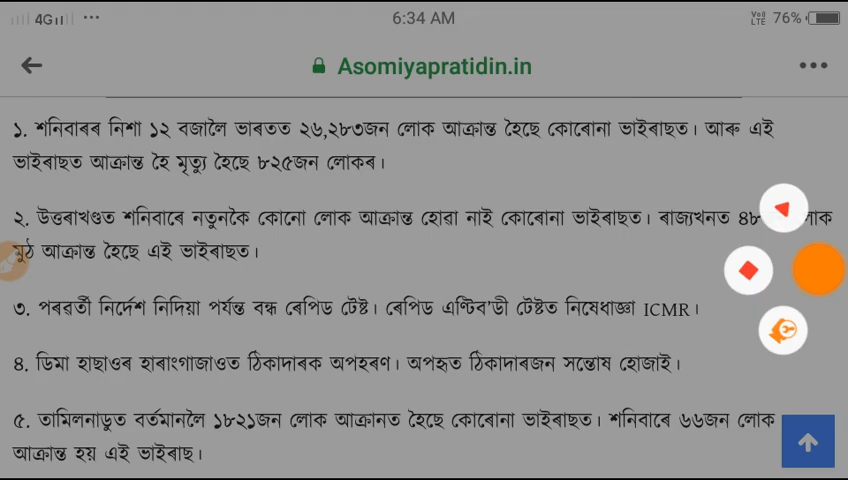 4G 6:34 AM VoLTE 76%
Asomiyapratidin.in
১. শনিবাৰৰ নিশা ১২ বজালৈ ভাৰতত ২৬,২৮৩জন লোক আক্ৰান্ত হৈছে কোৰোনা ভাইৰাছত। আৰু এই
ভাইৰাছত আক্ৰান্ত হৈ মৃত্যু হৈছে ৮২৫জন লোকৰ।
২. উত্তৰাখণ্ডত শনিবাৰে নতুনকৈ কোনো লোক আক্ৰান্ত হোৱা নাই কোৰোনা ভাইৰাছত। ৰাজ্যখনত ৪৮
মুঠ আক্ৰান্ত হৈছে এই ভাইৰাছত।
৩. পৰৱৰ্তী নিৰ্দেশ নিদিয়া পৰ্যন্ত বন্ধ ৰেপিড টেষ্ট। ৰেপিড এণ্টিব'ডী টেষ্টত নিষেধাজ্ঞা ICMR।
৪. ডিমা হাছাওৰ হাৰাংগাজাওত ঠিকাদাৰক অপহৰণ। অপহৃত ঠিকাদাৰজন সন্তোষ হোজাই।
৫. তামিলনাডুত বৰ্তমানলৈ ১৮২১জন লোক আক্ৰানত হৈছে কোৰোনা ভাইৰাছত। শনিবাৰে ৬৬জন লোক
আক্ৰান্ত হয় এই ভাইৰাছ।